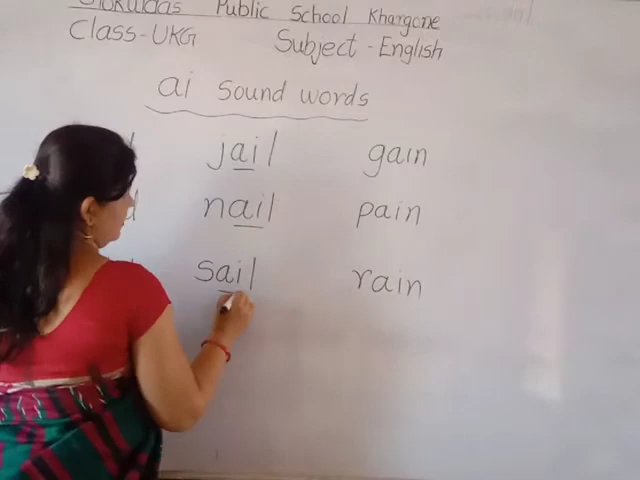 Public School Khargone
Class-UKG Subject-English
ai sound words
jail gain
nail pain
sail rain